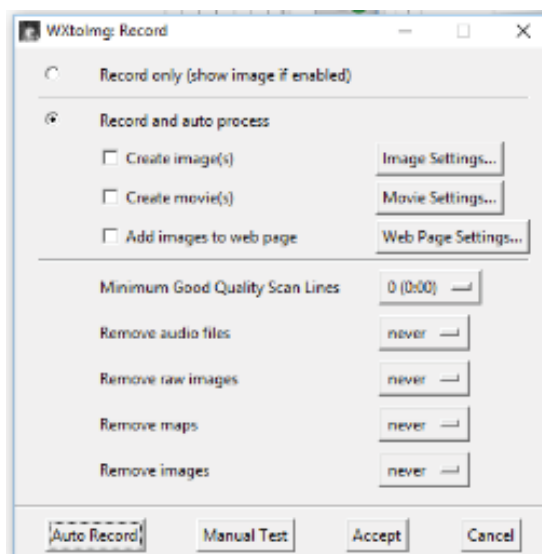 WXtoImg: Record
Record only (show image if enabled)
Record and auto process
Create image(s) Image Settings...
Create movie(s) Movie Settings...
Add images to web page Web Page Settings...
Minimum Good Quality Scan Lines 0 (0:00)
Remove audio files never
Remove raw images never
Remove maps never
Remove images never
Auto Record Manual Test Accept Cancel